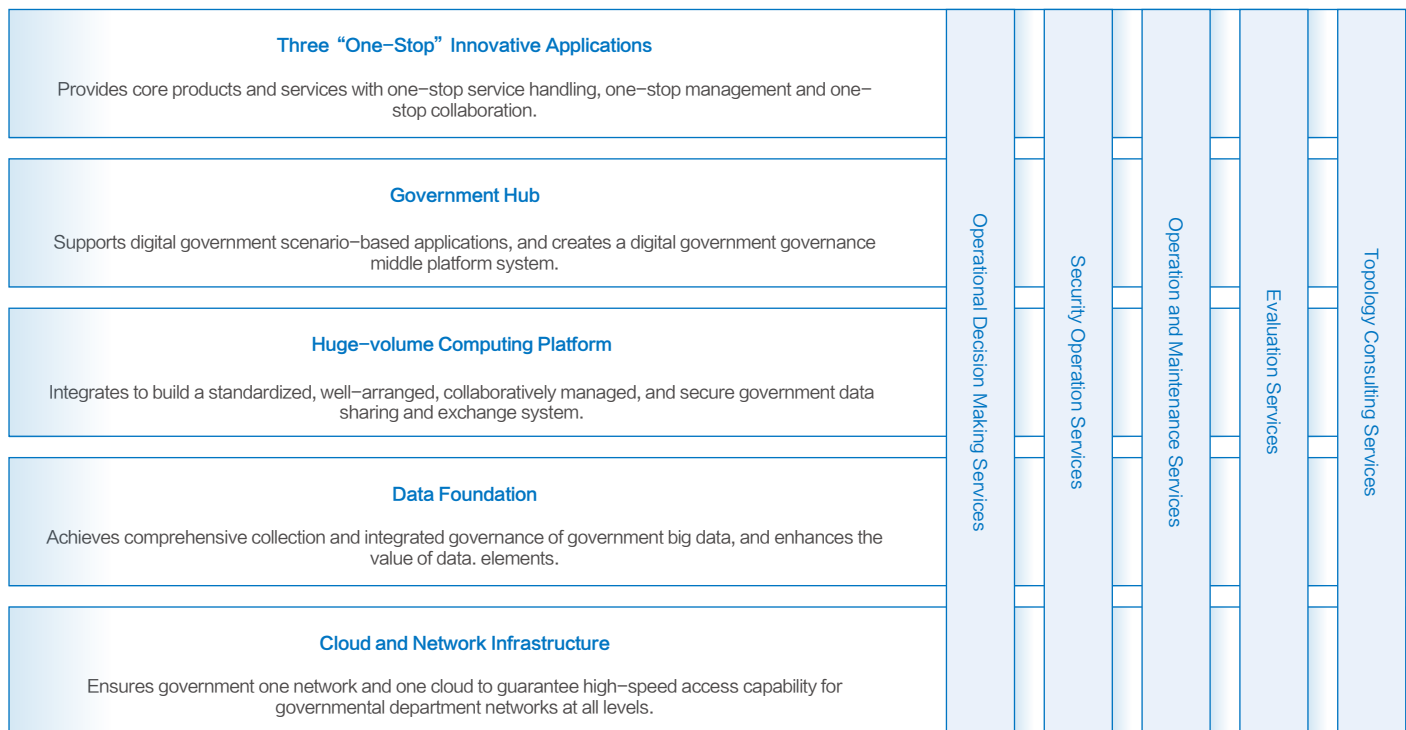 Three “One-Stop” Innovative Applications
Provides core products and services with one-stop service handling, one-stop management and one-
stop collaboration.
Government Hub
Supports digital government scenario-based applications, and creates a digital government governance
middle platform system.
Huge-volume Computing Platform
Integrates to build a standardized, well-arranged, collaboratively managed, and secure government data
sharing and exchange system.
Data Foundation
Achieves comprehensive collection and integrated governance of government big data, and enhances the
value of data. elements.
Cloud and Network Infrastructure
Ensures government one network and one cloud to guarantee high-speed access capability for
governmental department networks at all levels.
Operational Decision Making Services
Security Operation Services
Operation and Maintenance Services
Evaluation Services
Topology Consulting Services